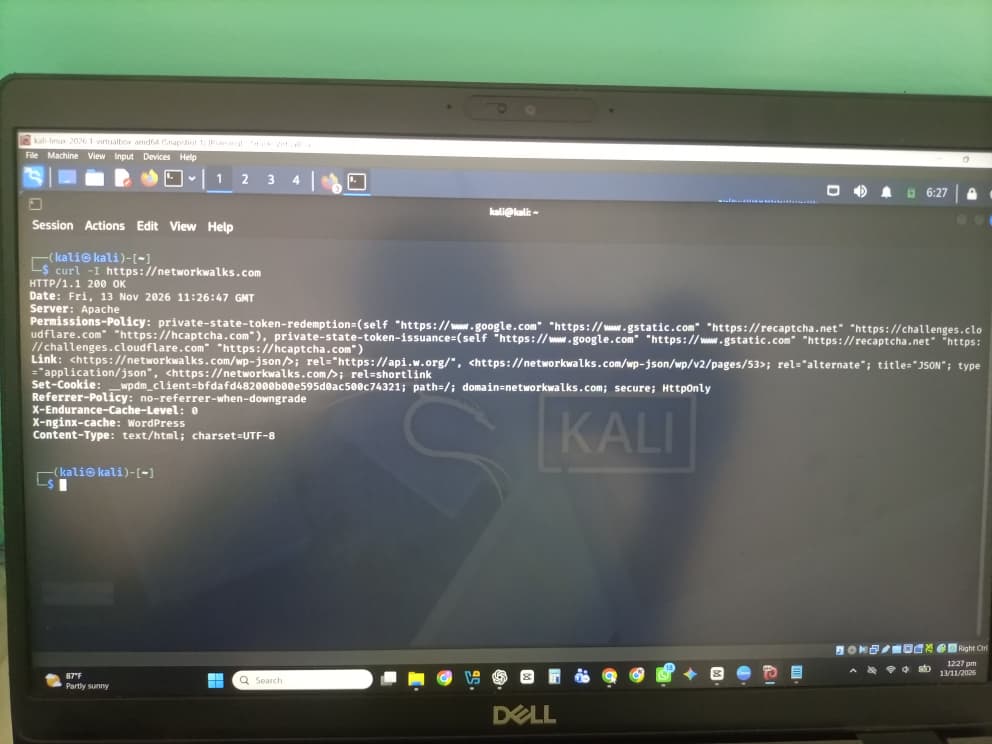 File Machine View Input Devices Help
1 2 3 4
6:27
kali@kali: ~
Session Actions Edit View Help
┌──(kali㉿kali)-[~]
└─$ curl -I https://networkwalks.com
HTTP/1.1 200 OK
Date: Fri, 13 Nov 2026 11:26:47 GMT
Server: Apache
Permissions-Policy: private-state-token-redemption=(self "https://www.google.com" "https://www.gstatic.com" "https://recaptcha.net" "https://challenges.clo
udflare.com" "https://hcaptcha.com"), private-state-token-issuance=(self "https://www.google.com" "https://www.gstatic.com" "https://recaptcha.net" "https:
//challenges.cloudflare.com" "https://hcaptcha.com")
Link: <https://networkwalks.com/wp-json/>; rel="https://api.w.org/", <https://networkwalks.com/wp-json/wp/v2/pages/53>; rel="alternate"; title="JSON"; type
="application/json", <https://networkwalks.com/>; rel=shortlink
Set-Cookie: __wpdm_client=bfdafd482000b00e595d0ac500c74321; path=/; domain=networkwalks.com; secure; HttpOnly
Referrer-Policy: no-referrer-when-downgrade
X-Endurance-Cache-Level: 0
X-nginx-cache: WordPress
Content-Type: text/html; charset=UTF-8
┌──(kali㉿kali)-[~]
└─$
KALI
Right Ctrl
87°F
Partly sunny
Search
12:27 pm
13/11/2026
DELL